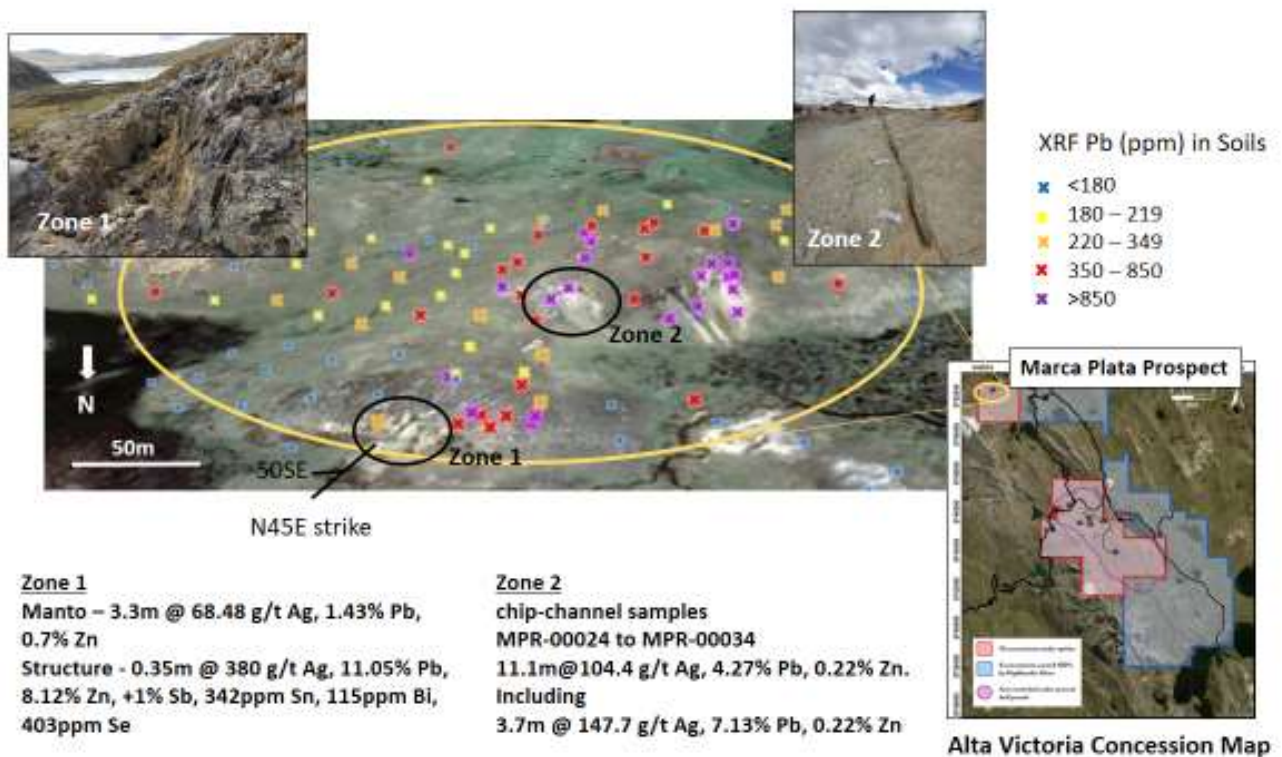 Zone 1
Zone 2
XRF Pb (ppm) in Soils
<180
180 – 219
220 – 349
350 – 850
>850
Zone 2
Zone 1
N
50m
50SE
N45E strike
Marca Plata Prospect
Zone 1
Manto – 3.3m @ 68.48 g/t Ag, 1.43% Pb,
0.7% Zn
Structure - 0.35m @ 380 g/t Ag, 11.05% Pb,
8.12% Zn, +1% Sb, 342ppm Sn, 115ppm Bi,
403ppm Se
Zone 2
chip-channel samples
MPR-00024 to MPR-00034
11.1m@104.4 g/t Ag, 4.27% Pb, 0.22% Zn.
Including
3.7m @ 147.7 g/t Ag, 7.13% Pb, 0.22% Zn
Alta Victoria Concession Map